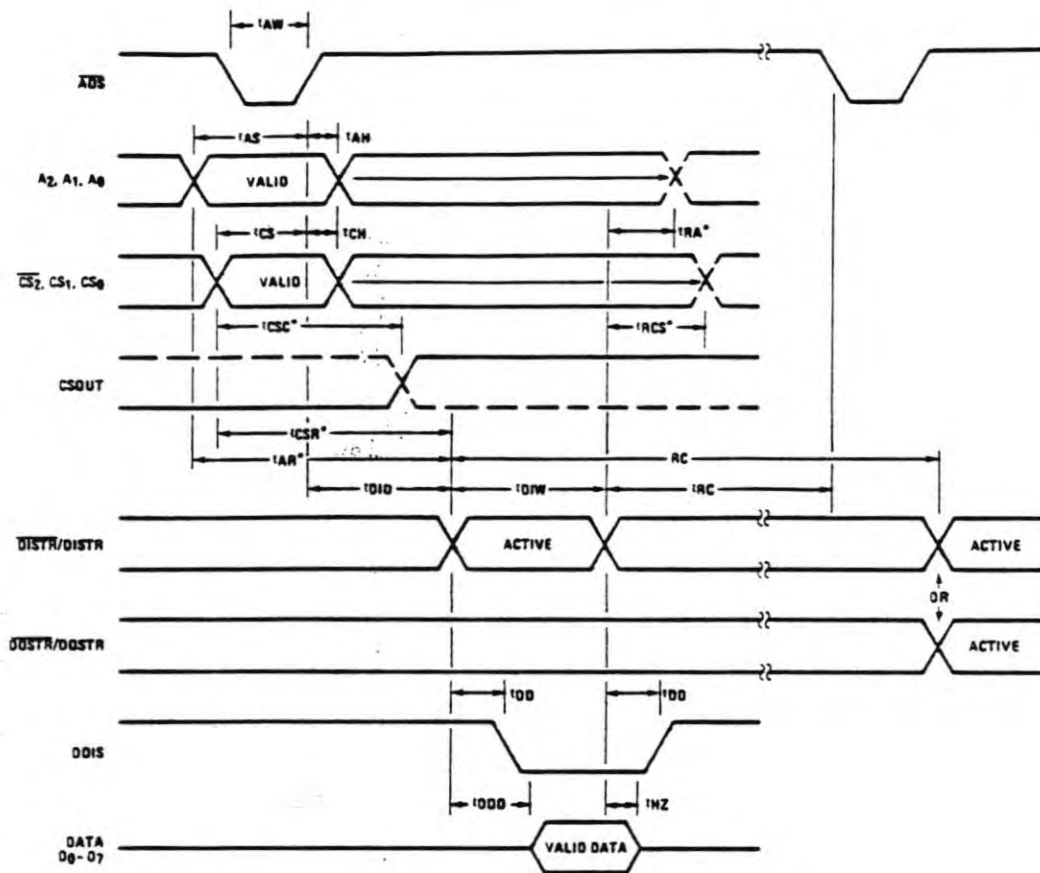 tAW
ADS
tAS
tAH
A2, A1, A0
VALID
tCS
tCH
tRA*
CS2, CS1, CS0
VALID
tCSC*
tRCS*
CSOUT
tCSR*
tAR*
RC
tDID
tDIW
tRC
DISTR/DISTR
ACTIVE
ACTIVE
OR
DOSTR/DOSTR
ACTIVE
tDD
tDD
DDIS
tDDD
tHZ
DATA
D0-D7
VALID DATA